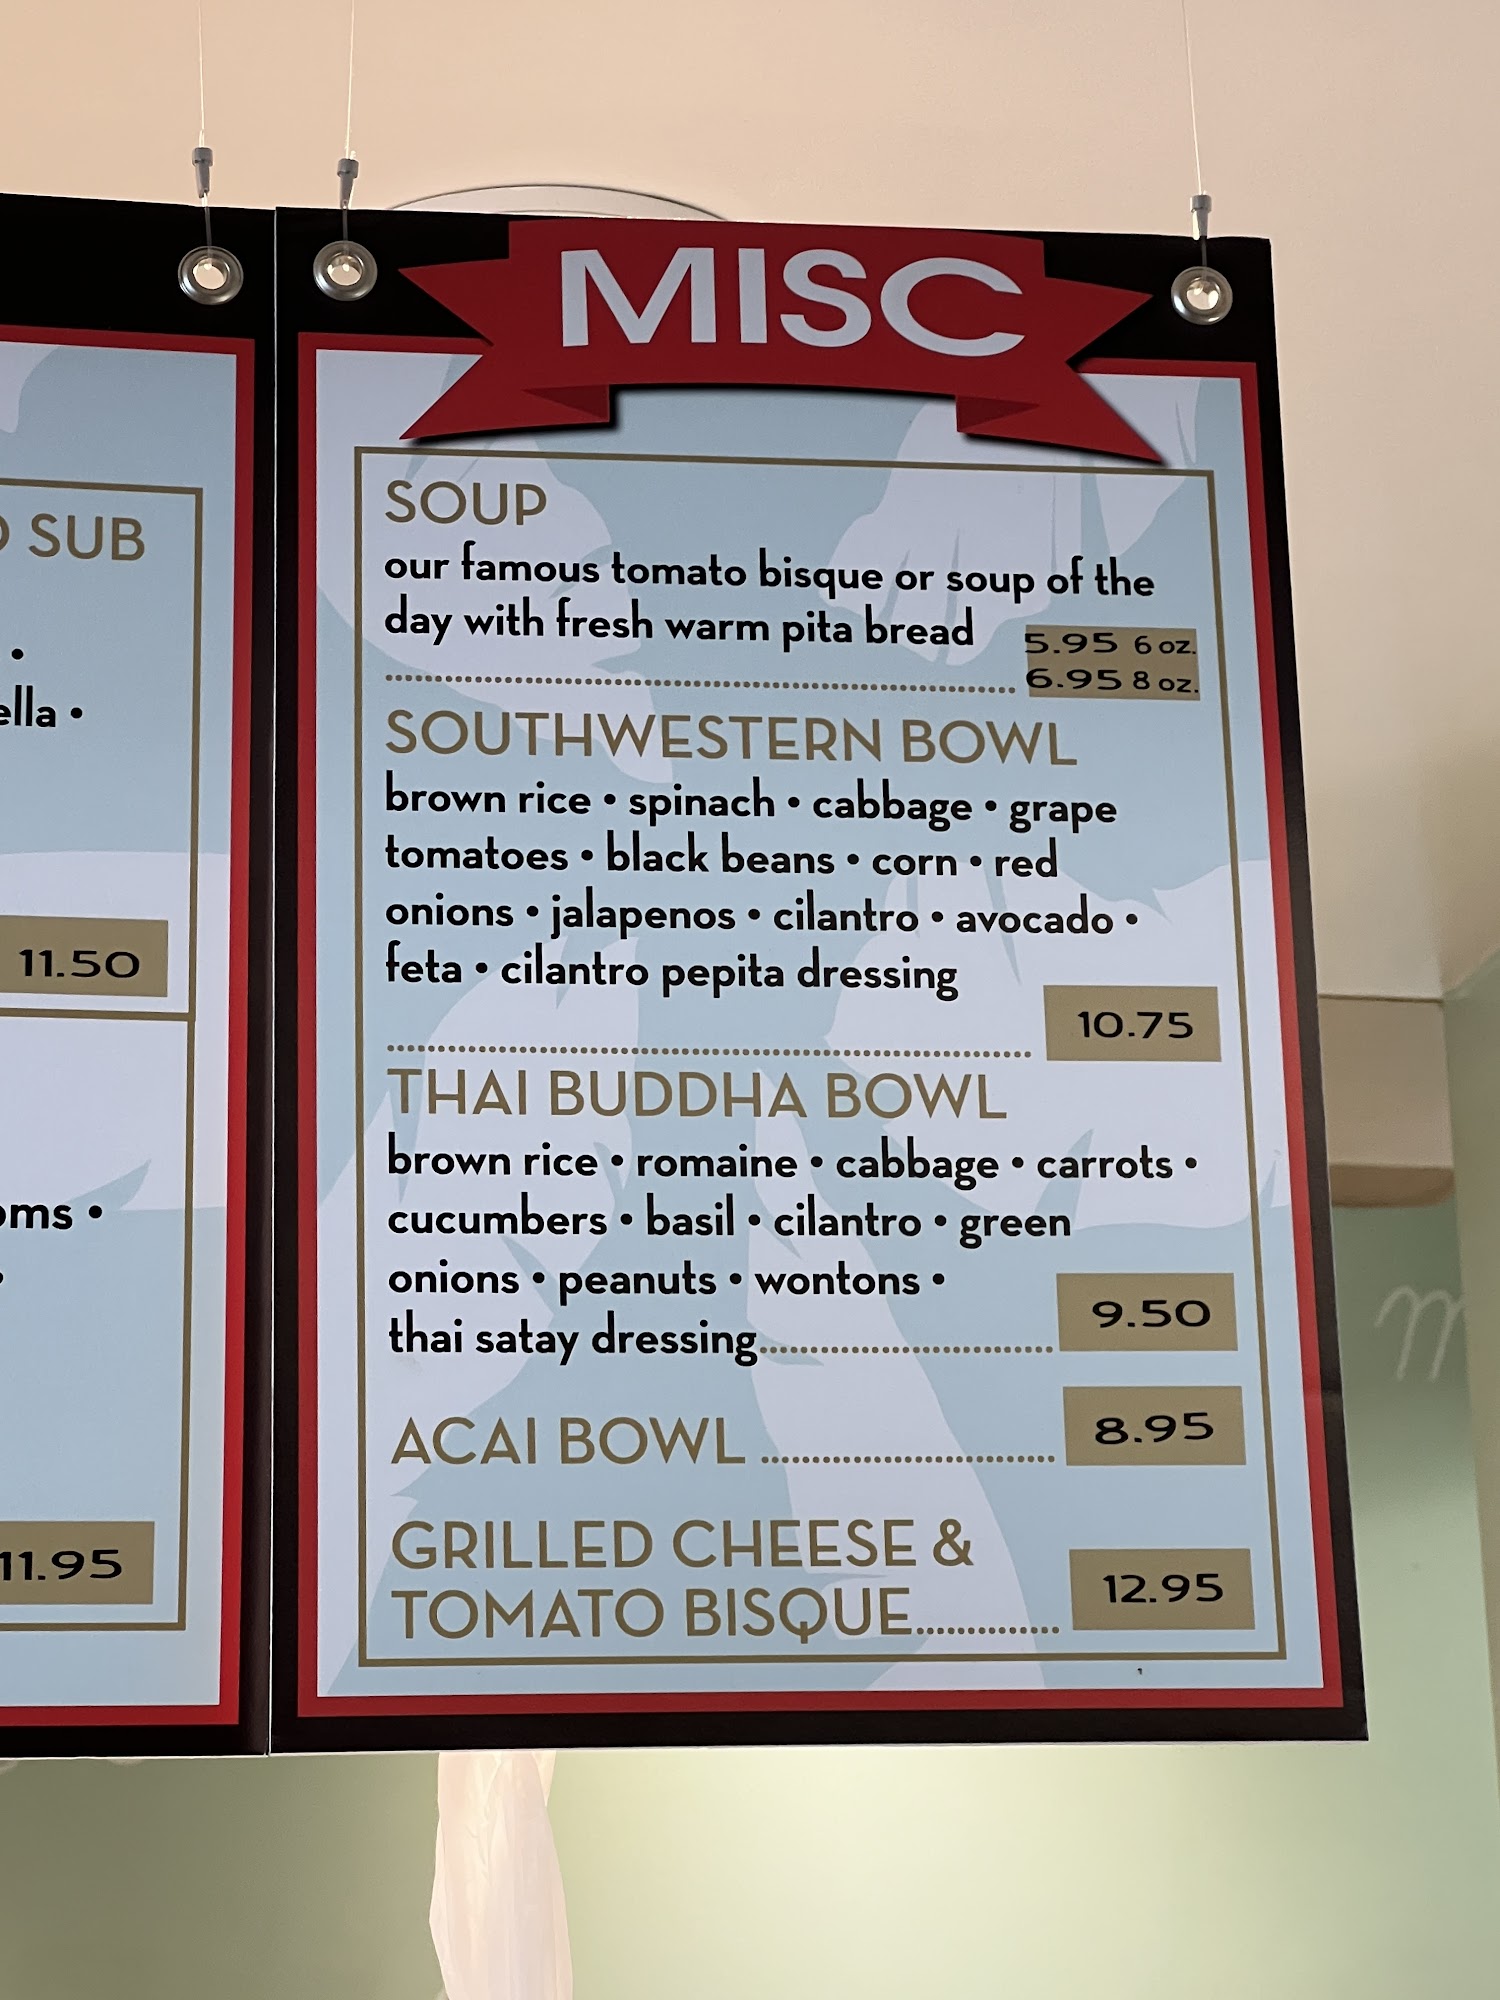 SUB
•
•
11.50
•
11.95
MISC
SOUP
our famous tomato bisque or soup of the
day with fresh warm pita bread
5.95 6 oz.
6.95 8 oz.
SOUTHWESTERN BOWL
brown rice • spinach • cabbage • grape
tomatoes • black beans • corn • red
onions • jalapenos • cilantro • avocado •
feta • cilantro pepita dressing
10.75
THAI BUDDHA BOWL
brown rice • romaine • cabbage • carrots •
cucumbers • basil • cilantro • green
onions • peanuts • wontons •
thai satay dressing
9.50
ACAI BOWL
8.95
GRILLED CHEESE &
TOMATO BISQUE
12.95